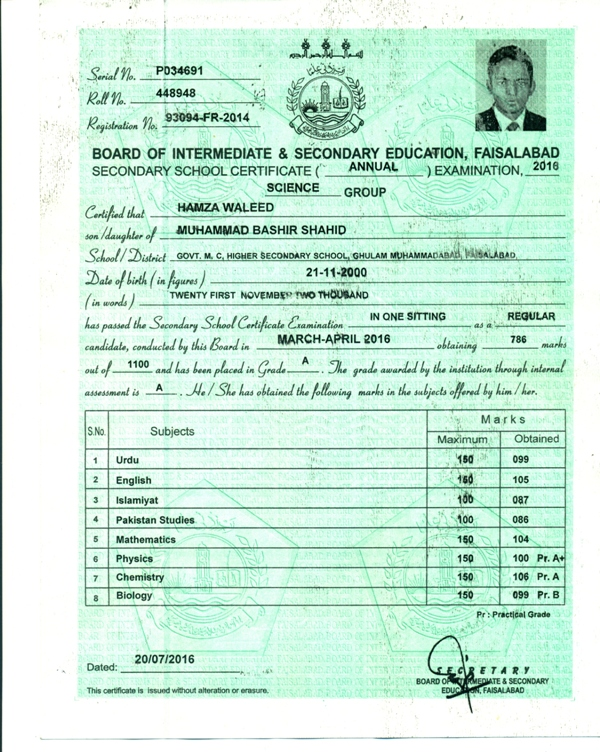 Serial No. P034691
Roll No. 448948
Registration No. 93094-FR-2014
BOARD OF INTERMEDIATE & SECONDARY EDUCATION, FAISALABAD
SECONDARY SCHOOL CERTIFICATE ( ANNUAL ) EXAMINATION, 2016
SCIENCE GROUP
Certified that HAMZA WALEED
son/daughter of MUHAMMAD BASHIR SHAHID
School / District GOVT. M. C, HIGHER SECONDARY SCHOOL, GHULAM MUHAMMADABAD, FAISALABAD,
Date of birth ( in figures ) 21-11-2000
( in words ) TWENTY FIRST NOVEMBER TWO THOUSAND
has passed the Secondary School Certificate Examination IN ONE SITTING as a REGULAR
candidate, conducted by this Board in MARCH-APRIL 2016 obtaining 786 marks
out of 1100 and has been placed in Grade A . The grade awarded by the institution through internal
assessment is A . He / She has obtained the following marks in the subjects offered by him / her.
S.No. Subjects Marks
Maximum Obtained
1 Urdu 150 099
2 English 150 105
3 Islamiyat 100 087
4 Pakistan Studies 100 086
5 Mathematics 150 104
6 Physics 150 100 Pr. A+
7 Chemistry 150 106 Pr. A
8 Biology 150 099 Pr. B
Pr : Practical Grade
Dated: 20/07/2016
SECRETARY
BOARD OF INTERMEDIATE & SECONDARY
EDUCATION, FAISALABAD
This certificate is issued without alteration or erasure.